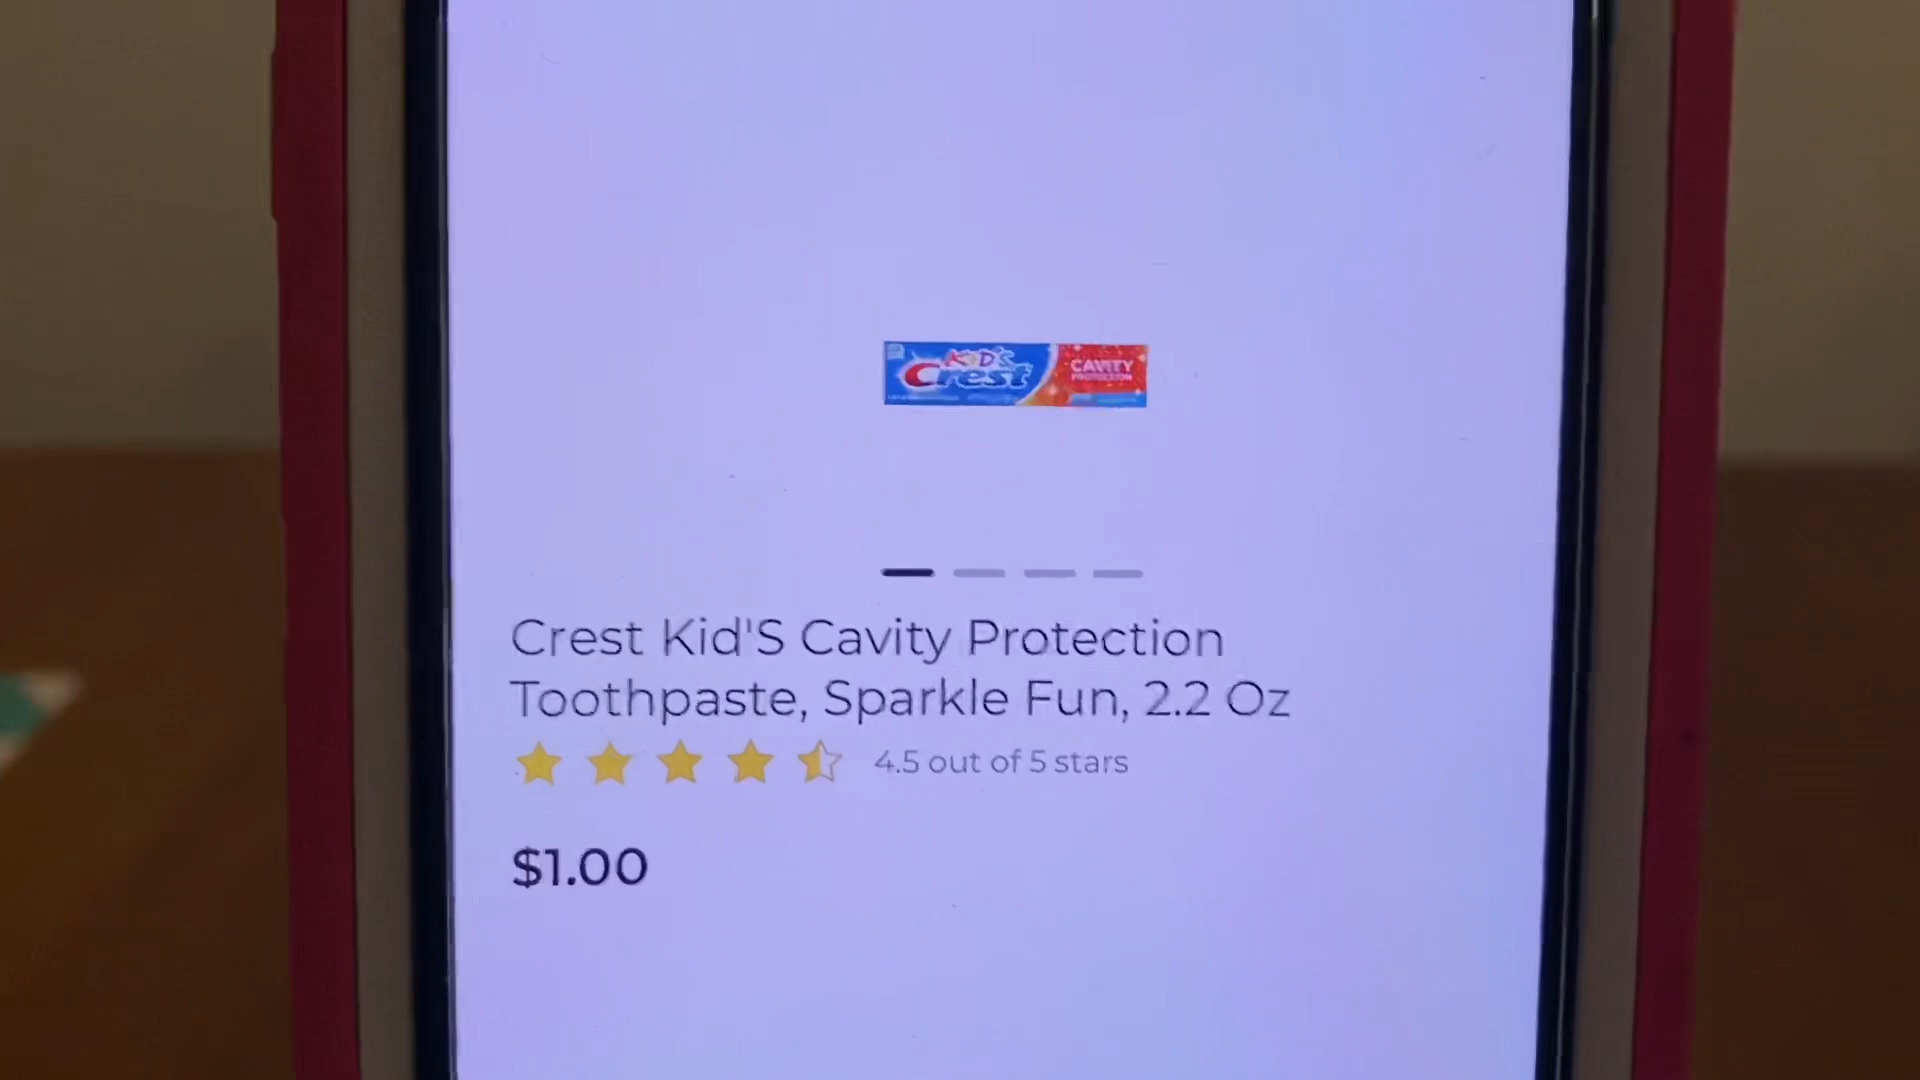 KID'S
Crest
CAVITY
PROTECTION
Crest Kid'S Cavity Protection
Toothpaste, Sparkle Fun, 2.2 Oz
4.5 out of 5 stars
$1.00